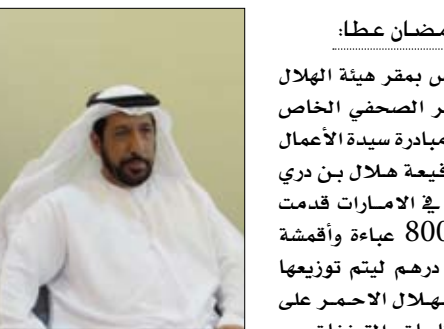 مضان عطا:
س بمقر هيئة الهلال
ر الصحفي الخاص
مبادرة سيدة الأعمال
فيعة هلال بن دري
في الامارات قدمت
800 عباءة وأقمشة
درهم ليتم توزيعها
لهلال الاحمر على